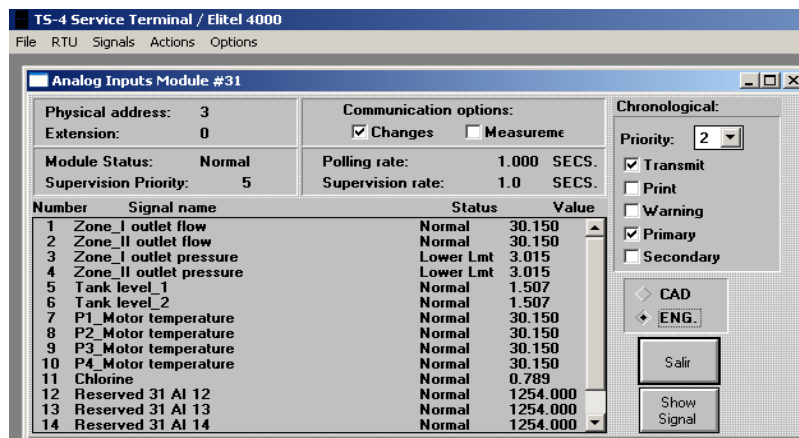 TS-4 Service Terminal / Elitel 4000
File RTU Signals Actions Options
Analog Inputs Module #31
Physical address: 3
Extension: 0
Communication options:
Changes Measureme
Module Status: Normal
Supervision Priority: 5
Polling rate: 1.000 SECS.
Supervision rate: 1.0 SECS.
Chronological:
Priority: 2
Transmit
Print
Warning
Primary
Secondary
Number Signal name Status Value
1 Zone_I outlet flow Normal 30.150
2 Zone_II outlet flow Normal 30.150
3 Zone_I outlet pressure Lower Lmt 3.015
4 Zone_II outlet pressure Lower Lmt 3.015
5 Tank level_1 Normal 1.507
6 Tank level_2 Normal 1.507
7 P1_Motor temperature Normal 30.150
8 P2_Motor temperature Normal 30.150
9 P3_Motor temperature Normal 30.150
10 P4_Motor temperature Normal 30.150
11 Chlorine Normal 0.789
12 Reserved 31 AI 12 Normal 1254.000
13 Reserved 31 AI 13 Normal 1254.000
14 Reserved 31 AI 14 Normal 1254.000
CAD
ENG.
Salir
Show
Signal